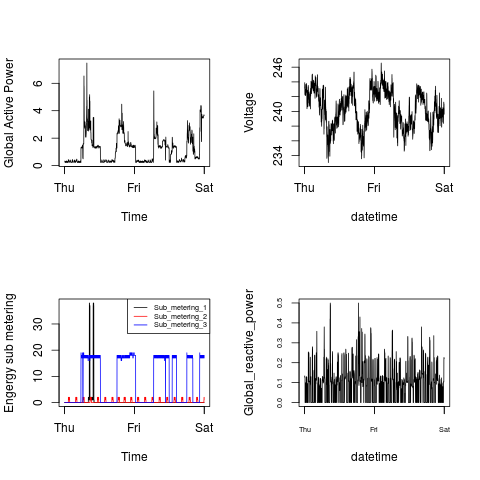 Global Active Power
0 2 4 6
Thu Fri Sat
Time
Voltage
234 240 246
Thu Fri Sat
datetime
Engergy sub metering
0 10 20 30
Sub_metering_1
Sub_metering_2
Sub_metering_3
Thu Fri Sat
Time
Global_reactive_power
0.0 0.1 0.2 0.3 0.4 0.5
Thu Fri Sat
datetime